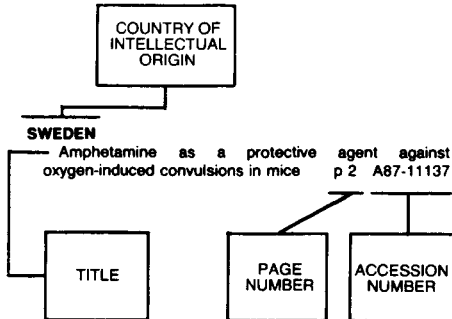 COUNTRY OF
INTELLECTUAL
ORIGIN
SWEDEN
Amphetamine as a protective agent against
oxygen-induced convulsions in mice p 2 A87-11137
TITLE
PAGE
NUMBER
ACCESSION
NUMBER